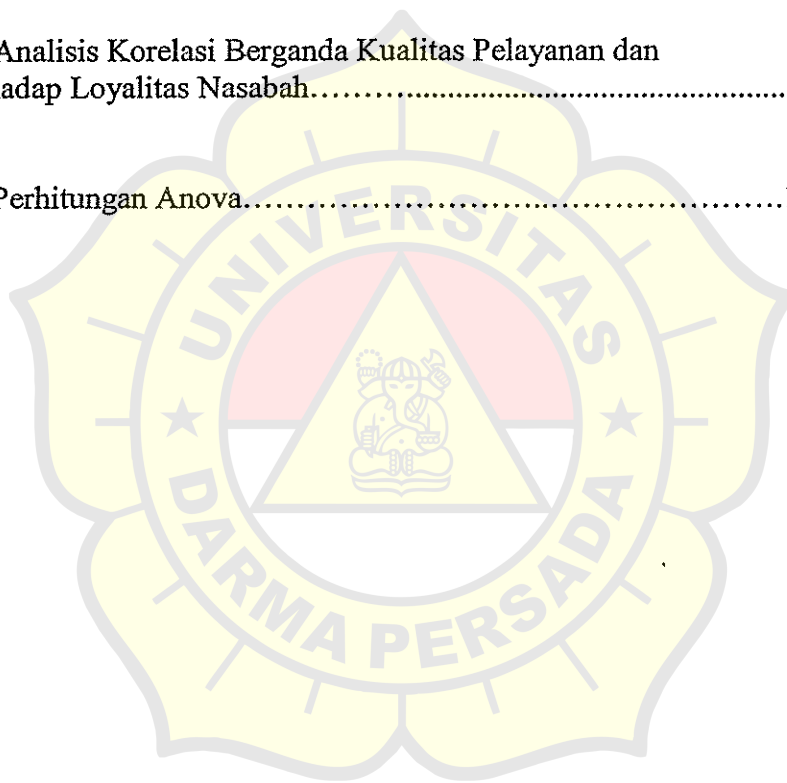 Analisis Korelasi Berganda Kualitas Pelayanan dan
adap Loyalitas Nasabah.............................................................
Perhitungan Anova.............................................................
UNIVERSITAS
DARMA PERSADA